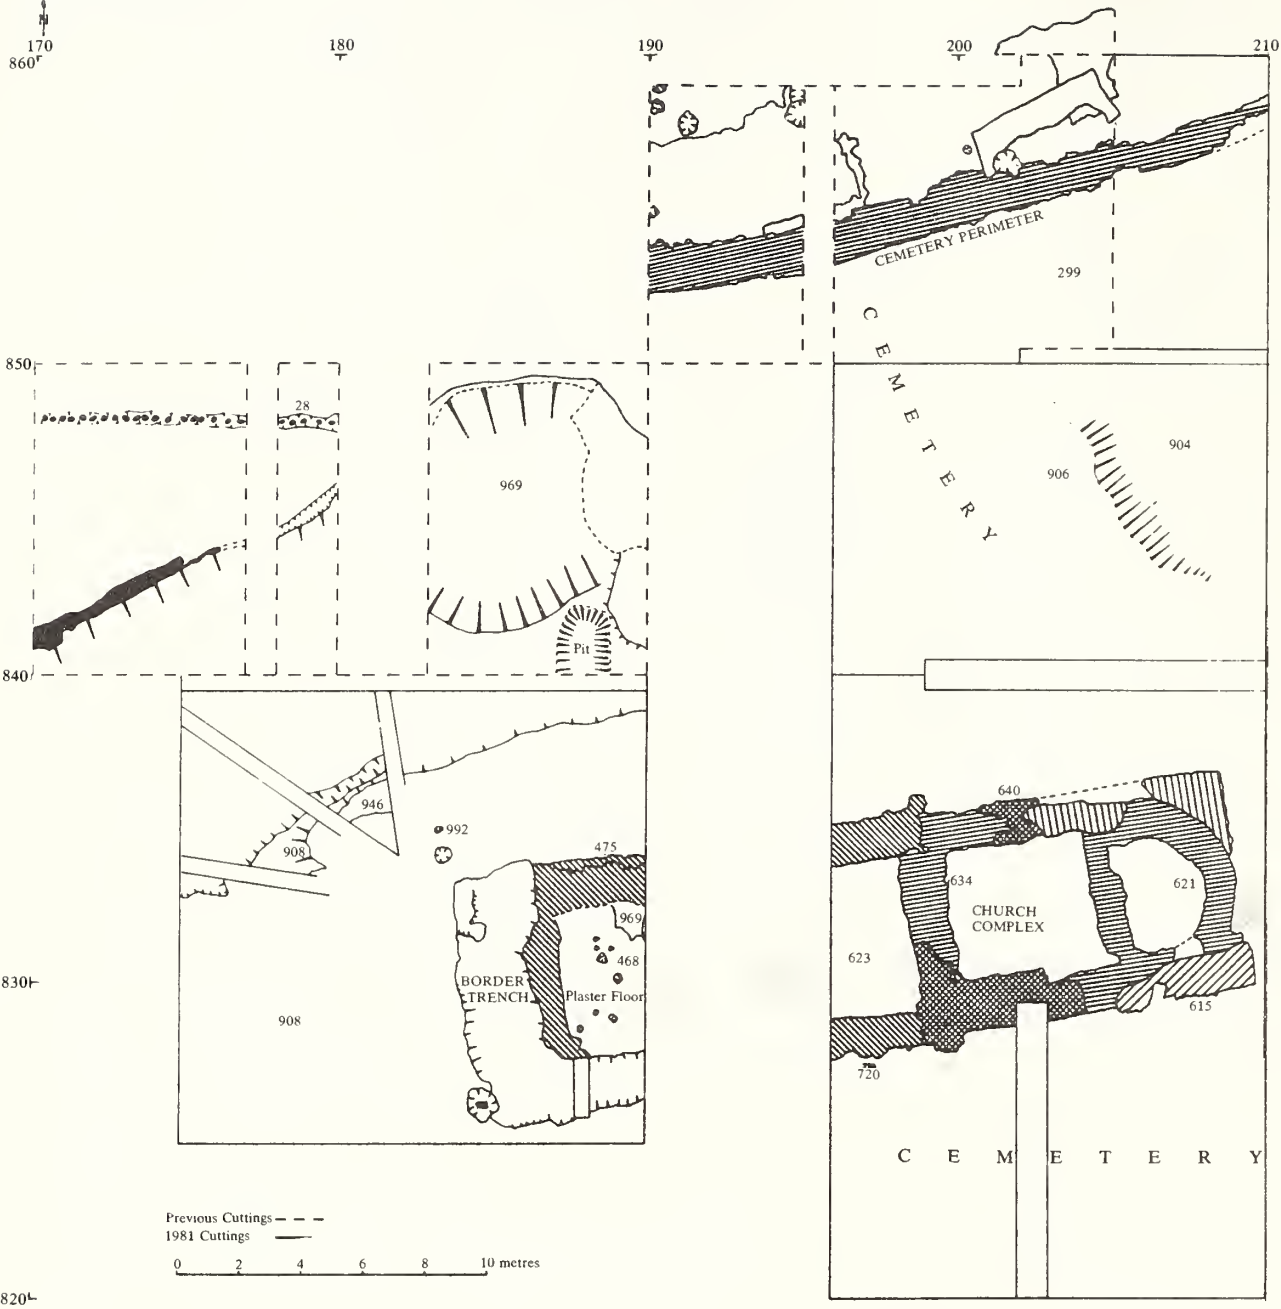 N
170 180 190 200 210
860
CEMETERY PERIMETER
299
CEMETERY
850
28
969
906
904
Pit
840
946
992
908
475
640
634
621
969
CHURCH
COMPLEX
468
623
830
BORDER
TRENCH
Plaster Floor
908
615
720
CEMETERY
Previous Cuttings
1981 Cuttings
0 2 4 6 8 10 metres
820